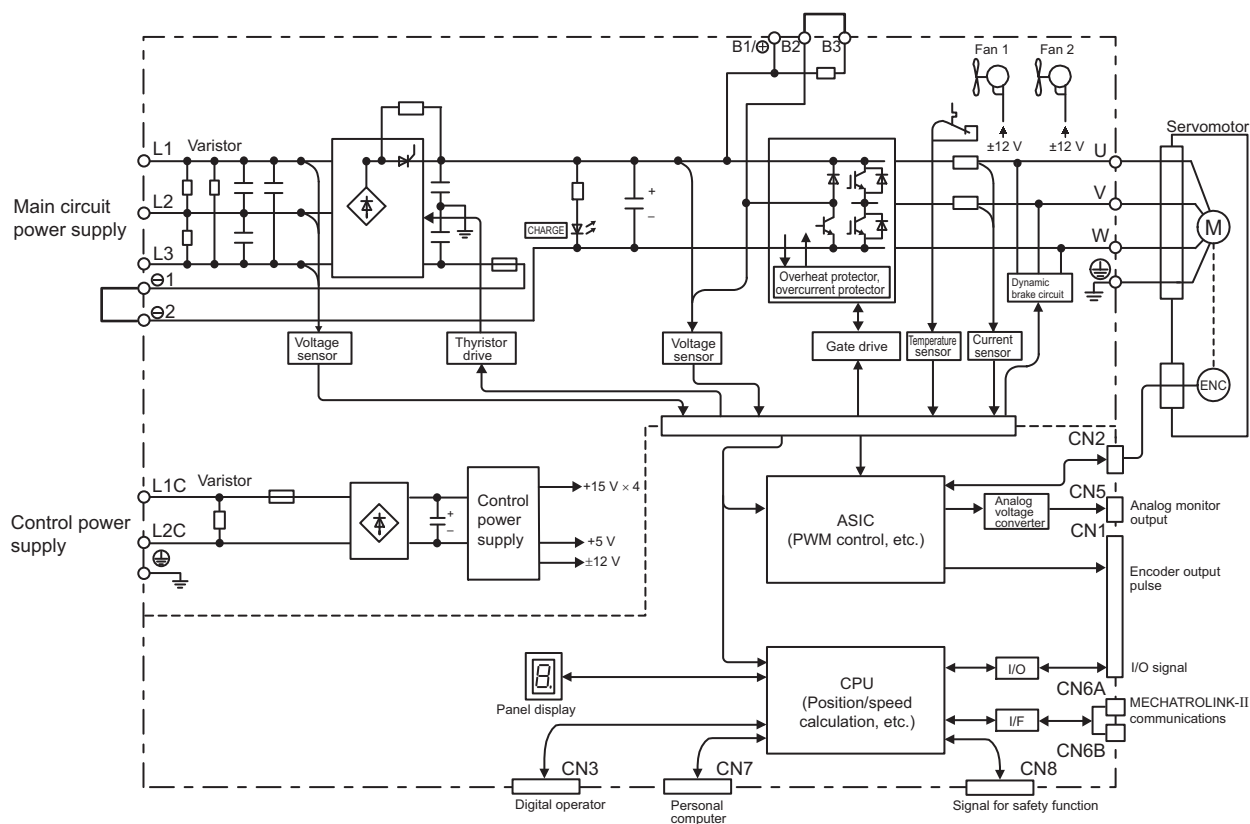 B1/⊕ B2 B3
Fan 1 Fan 2
±12 V ±12 V
Servomotor
L1 Varistor
U
Main circuit
power supply
L2
V
CHARGE
+
–
M
L3
W
⊖1
⊖2
Overheat protector,
overcurrent protector
Dynamic
brake circuit
Voltage
sensor
Thyristor
drive
Voltage
sensor
Gate drive
Temperature
sensor
Current
sensor
ENC
CN2
L1C Varistor
Control power
supply
L2C
+
–
Control
power
supply
+15 V × 4
+5 V
±12 V
ASIC
(PWM control, etc.)
Analog
voltage
converter
CN5
Analog monitor
output
CN1
Encoder output
pulse
8.
Panel display
CPU
(Position/speed
calculation, etc.)
I/O
I/O signal
CN6A
I/F
MECHATROLINK-II
communications
CN6B
CN3
Digital operator
CN7
Personal
computer
CN8
Signal for safety function